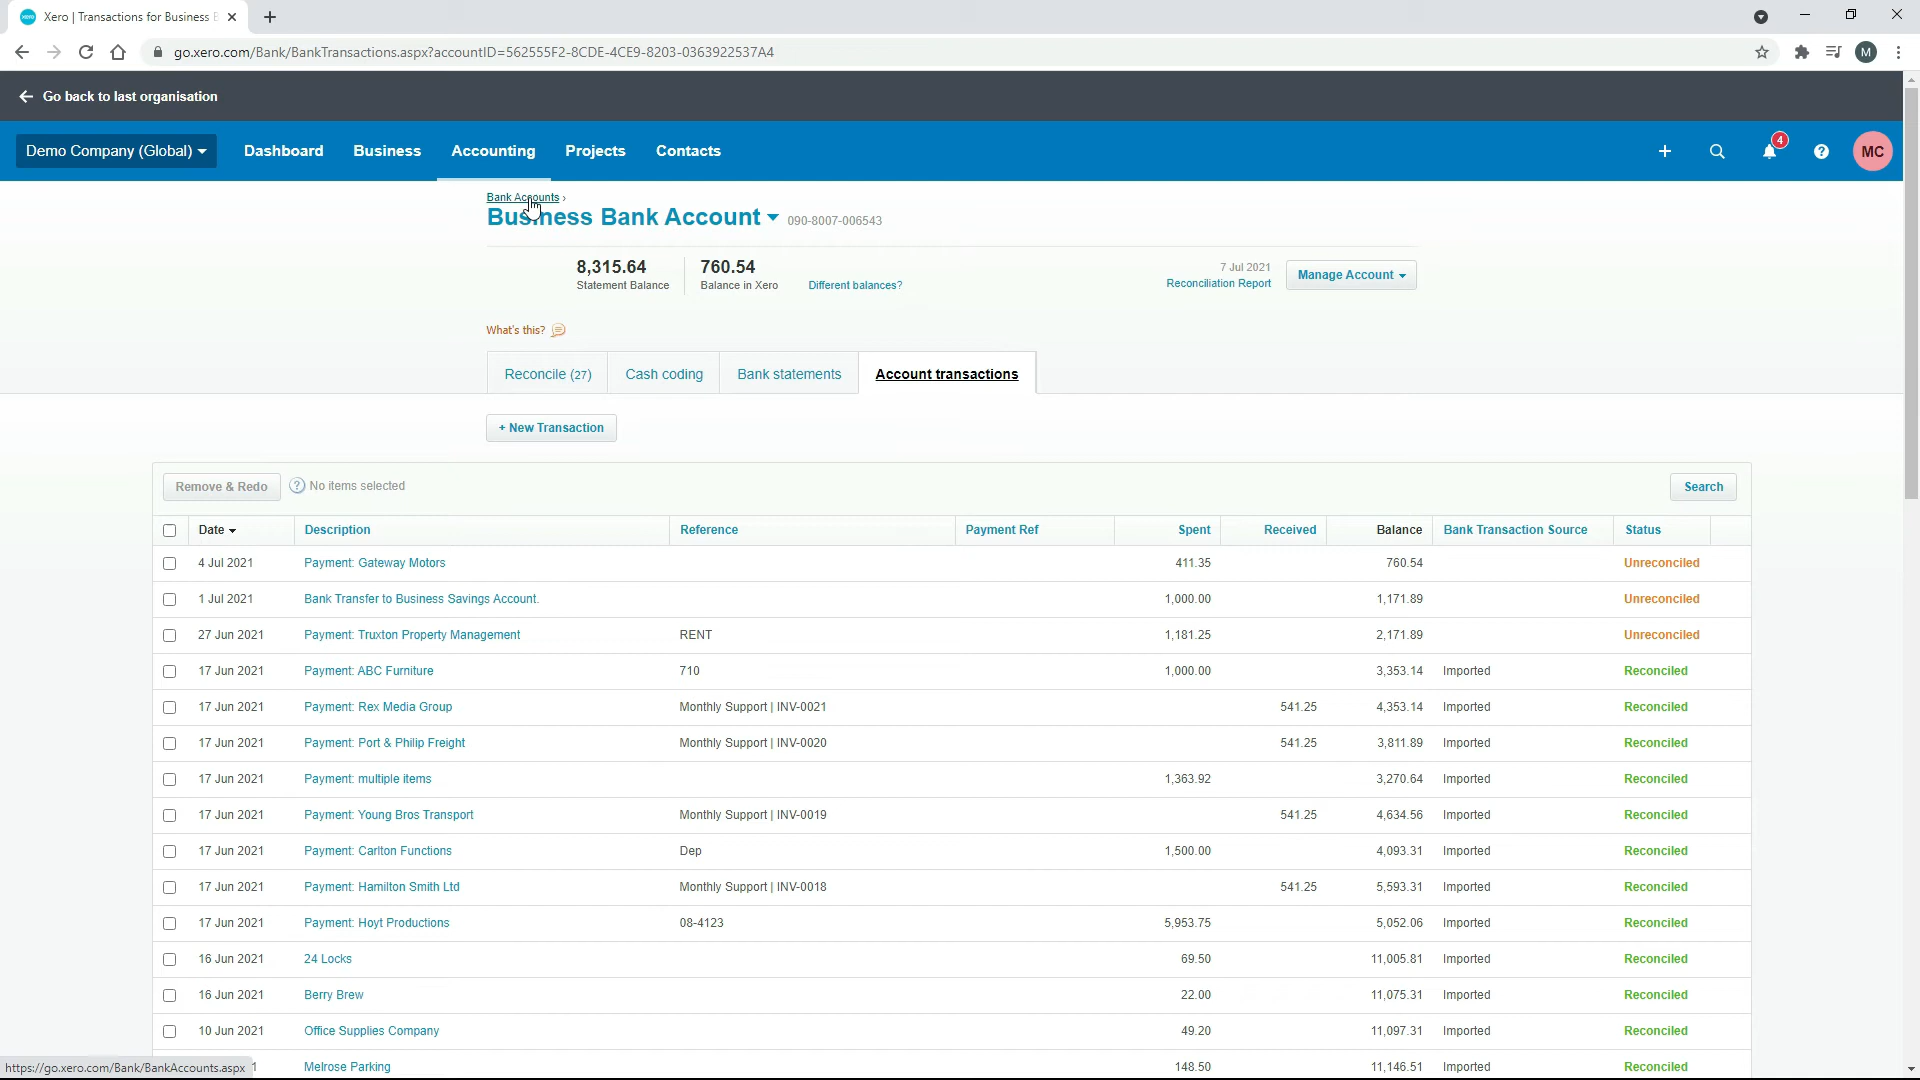 Xero | Transactions for Business B
go.xero.com/Bank/BankTransactions.aspx?accountID=562555F2-8CDE-4CE9-8203-0363922537A4
M
Go back to last organisation
Demo Company (Global) Dashboard Business Accounting Projects Contacts 4 MC
Bank Accounts ›
Business Bank Account 090-8007-006543
8,315.64 760.54 7 Jul 2021
Statement Balance Balance in Xero Different balances? Reconciliation Report Manage Account
What's this?
Reconcile (27) Cash coding Bank statements Account transactions
+ New Transaction
Remove & Redo ? No items selected Search
Date Description Reference Payment Ref Spent Received Balance Bank Transaction Source Status
4 Jul 2021 Payment: Gateway Motors 411.35 760.54 Unreconciled
1 Jul 2021 Bank Transfer to Business Savings Account. 1,000.00 1,171.89 Unreconciled
27 Jun 2021 Payment: Truxton Property Management RENT 1,181.25 2,171.89 Unreconciled
17 Jun 2021 Payment: ABC Furniture 710 1,000.00 3,353.14 Imported Reconciled
17 Jun 2021 Payment: Rex Media Group Monthly Support | INV-0021 541.25 4,353.14 Imported Reconciled
17 Jun 2021 Payment: Port & Philip Freight Monthly Support | INV-0020 541.25 3,811.89 Imported Reconciled
17 Jun 2021 Payment: multiple items 1,363.92 3,270.64 Imported Reconciled
17 Jun 2021 Payment: Young Bros Transport Monthly Support | INV-0019 541.25 4,634.56 Imported Reconciled
17 Jun 2021 Payment: Carlton Functions Dep 1,500.00 4,093.31 Imported Reconciled
17 Jun 2021 Payment: Hamilton Smith Ltd Monthly Support | INV-0018 541.25 5,593.31 Imported Reconciled
17 Jun 2021 Payment: Hoyt Productions 08-4123 5,953.75 5,052.06 Imported Reconciled
16 Jun 2021 24 Locks 69.50 11,005.81 Imported Reconciled
16 Jun 2021 Berry Brew 22.00 11,075.31 Imported Reconciled
10 Jun 2021 Office Supplies Company 49.20 11,097.31 Imported Reconciled
https://go.xero.com/Bank/BankAccounts.aspx 1 Melrose Parking 148.50 11,146.51 Imported Reconciled